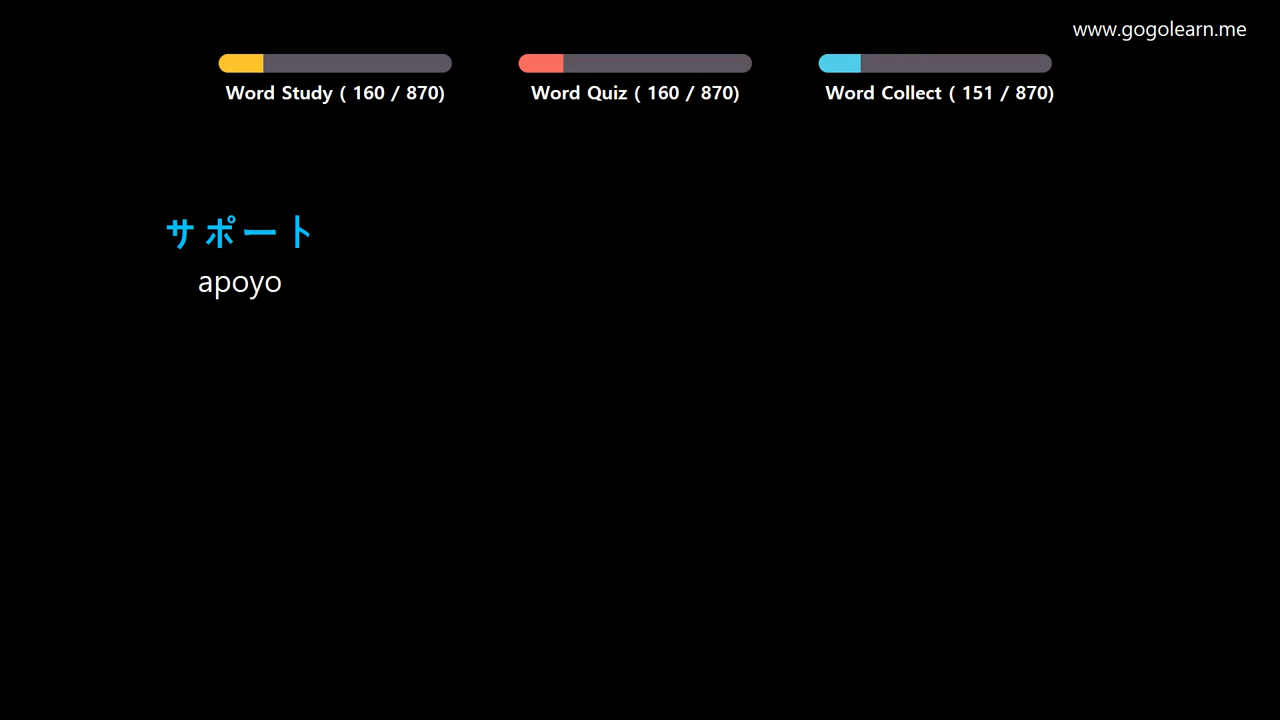 www.gogolearn.me
Word Study ( 160 / 870)
Word Quiz ( 160 / 870)
Word Collect ( 151 / 870)
サポート
apoyo